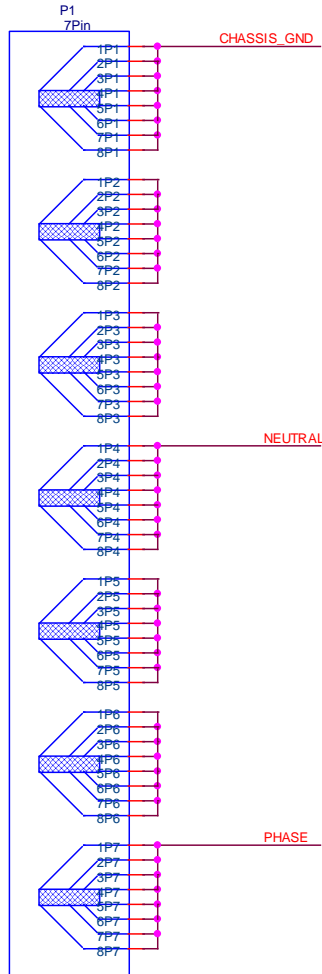 P1
7Pin
CHASSIS_GND
1P1
2P1
3P1
4P1
5P1
6P1
7P1
8P1
1P2
2P2
3P2
4P2
5P2
6P2
7P2
8P2
1P3
2P3
3P3
4P3
5P3
6P3
7P3
8P3
NEUTRAL
1P4
2P4
3P4
4P4
5P4
6P4
7P4
8P4
1P5
2P5
3P5
4P5
5P5
6P5
7P5
8P5
1P6
2P6
3P6
4P6
5P6
6P6
7P6
8P6
PHASE
1P7
2P7
3P7
4P7
5P7
6P7
7P7
8P7